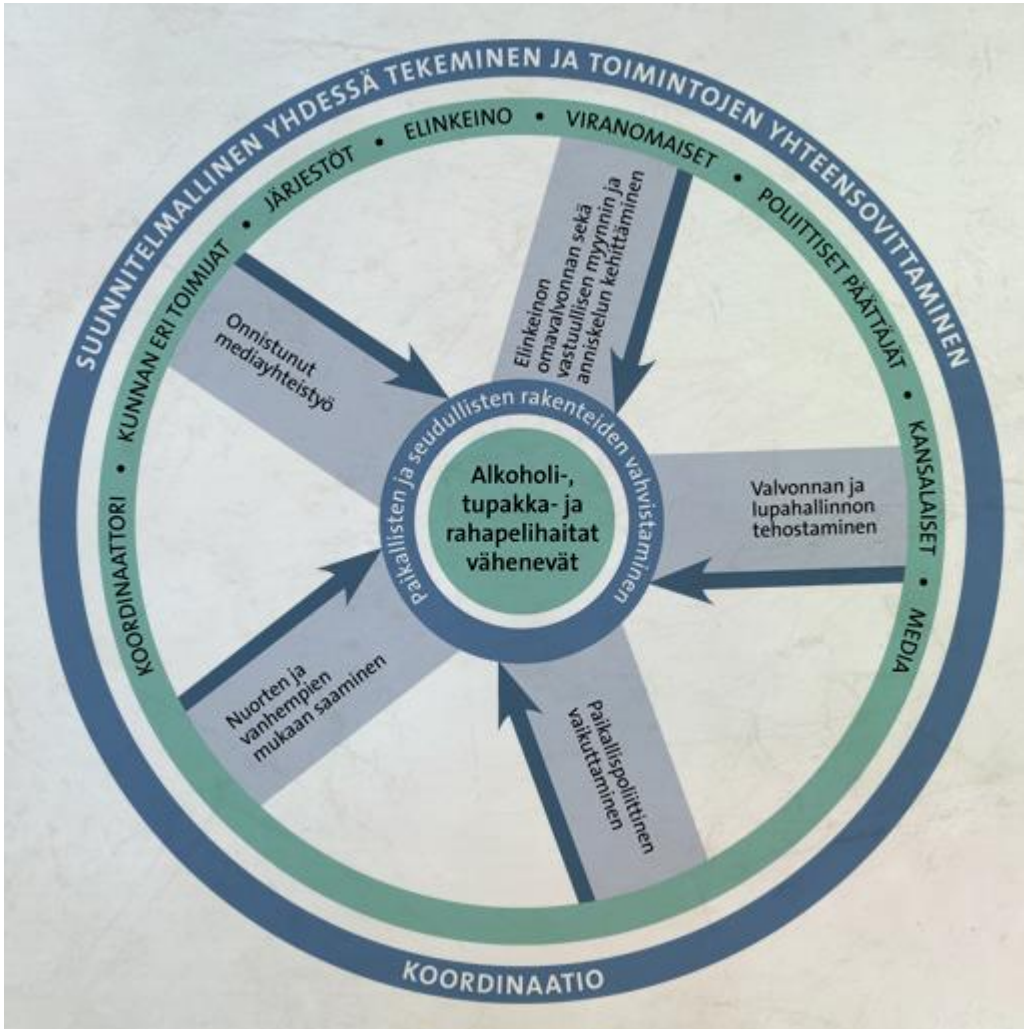 SUUNNITELMALLINEN YHDESSÄ TEKEMINEN JA TOIMINTOJEN YHTEENSOVITTAMINEN
KOORDINAATTORI • KUNNAN ERI TOIMIJAT • JÄRJESTÖT • ELINKEINO • VIRANOMAISET • POLIITTISET PÄÄTTÄJÄT • KANSALAISET • MEDIA
Elinkeinon
omavalvonnan sekä
vastuullisen myynnin ja
anniskelun kehittäminen
Onnistunut
mediayhteistyö
Paikallisten ja seudullisten rakenteiden vahvistaminen
Alkoholi-,
tupakka- ja
rahapelihaitat
vähenevät
Valvonnan ja
lupahallinnon
tehostaminen
Nuorten ja
vanhempien
mukaan saaminen
Paikallispoliittinen
vaikuttaminen
KOORDINAATIO